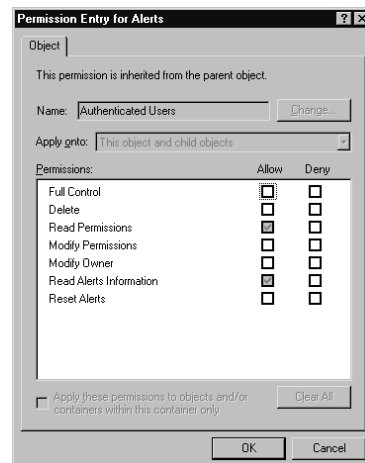 Permission Entry for Alerts
Object
This permission is inherited from the parent object.
Name: Authenticated Users Change...
Apply onto: This object and child objects
Permissions: Allow Deny
Full Control
Delete
Read Permissions
Modify Permissions
Modify Owner
Read Alerts Information
Reset Alerts
Apply these permissions to objects and/or Clear All
containers within this container only
OK Cancel